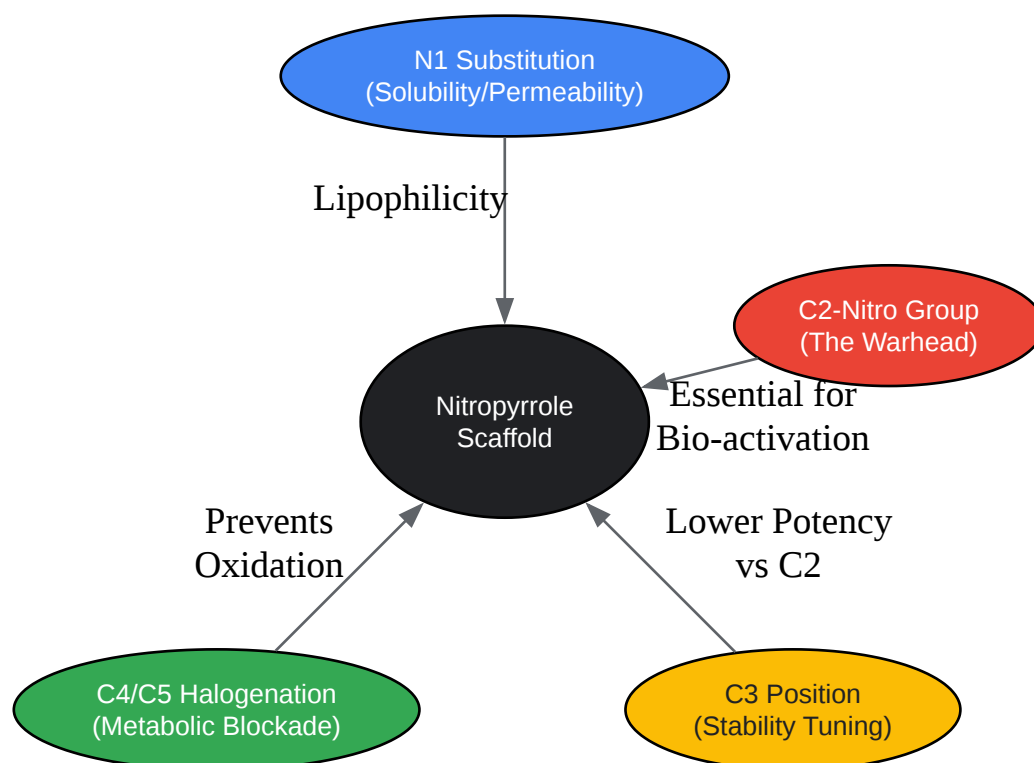 N1 Substitution
(Solubility/Permeability)
Lipophilicity
C2-Nitro Group
(The Warhead)
Essential for
Bio-activation
Nitropyrrole
Scaffold
Prevents
Oxidation
Lower Potency
vs C2
C4/C5 Halogenation
(Metabolic Blockade)
C3 Position
(Stability Tuning)